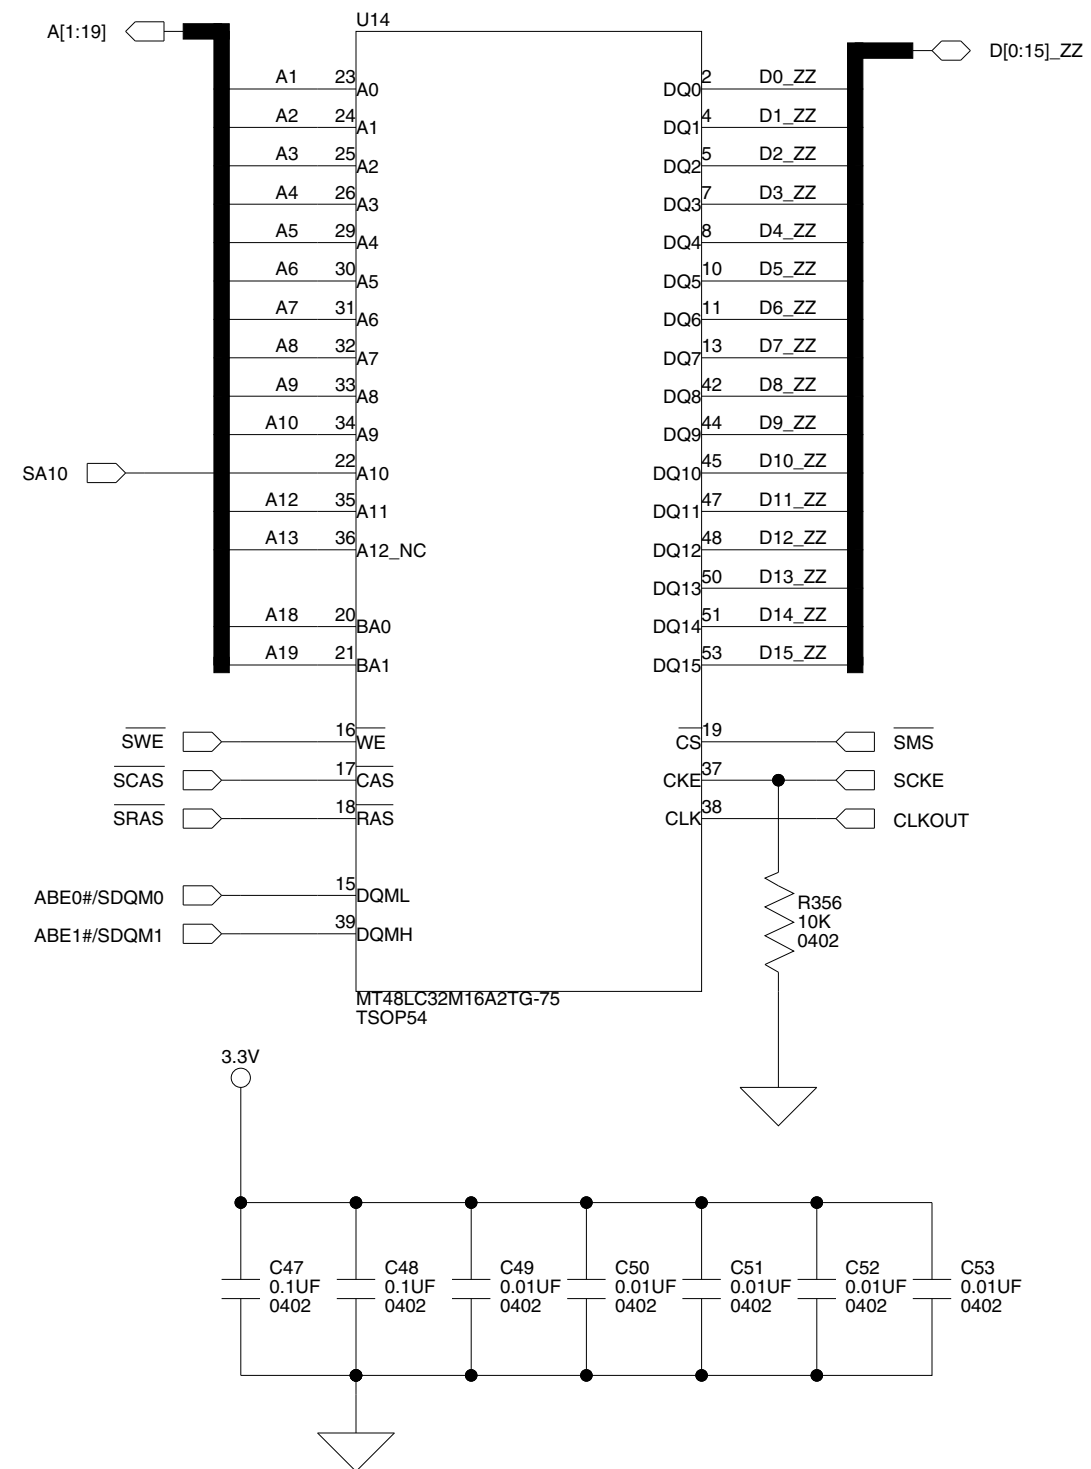 U14
A[1:19]
D[0:15]_ZZ
A1 23 A0 DQ0 2 D0_ZZ
A2 24 A1 DQ1 4 D1_ZZ
A3 25 A2 DQ2 5 D2_ZZ
A4 26 A3 DQ3 7 D3_ZZ
A5 29 A4 DQ4 8 D4_ZZ
A6 30 A5 DQ5 10 D5_ZZ
A7 31 A6 DQ6 11 D6_ZZ
A8 32 A7 DQ7 13 D7_ZZ
A9 33 A8 DQ8 42 D8_ZZ
A10 34 A9 DQ9 44 D9_ZZ
SA10 22 A10 DQ10 45 D10_ZZ
A12 35 A11 DQ11 47 D11_ZZ
A13 36 A12_NC DQ12 48 D12_ZZ
DQ13 50 D13_ZZ
A18 20 BA0 DQ14 51 D14_ZZ
A19 21 BA1 DQ15 53 D15_ZZ
SWE 16 WE CS 19 SMS
SCAS 17 CAS CKE 37 SCKE
SRAS 18 RAS CLK 38 CLKOUT
ABE0#/SDQM0 15 DQML
ABE1#/SDQM1 39 DQMH
R356
10K
0402
MT48LC32M16A2TG-75
TSOP54
3.3V
C47 C48 C49 C50 C51 C52 C53
0.1UF 0.1UF 0.01UF 0.01UF 0.01UF 0.01UF 0.01UF
0402 0402 0402 0402 0402 0402 0402